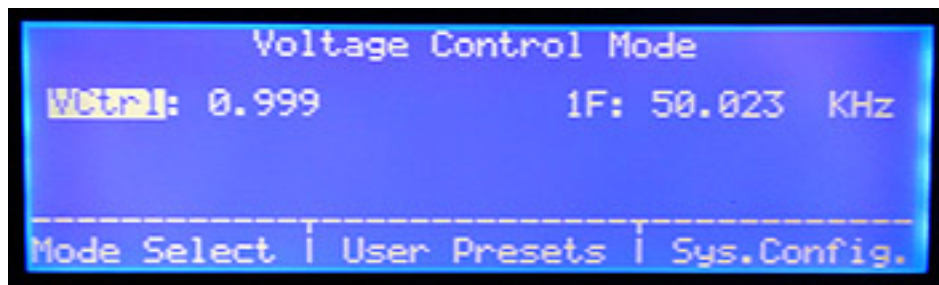 Voltage Control Mode
VCtrl: 0.999 1F: 50.023 KHz
Mode Select | User Presets | Sys.Config.